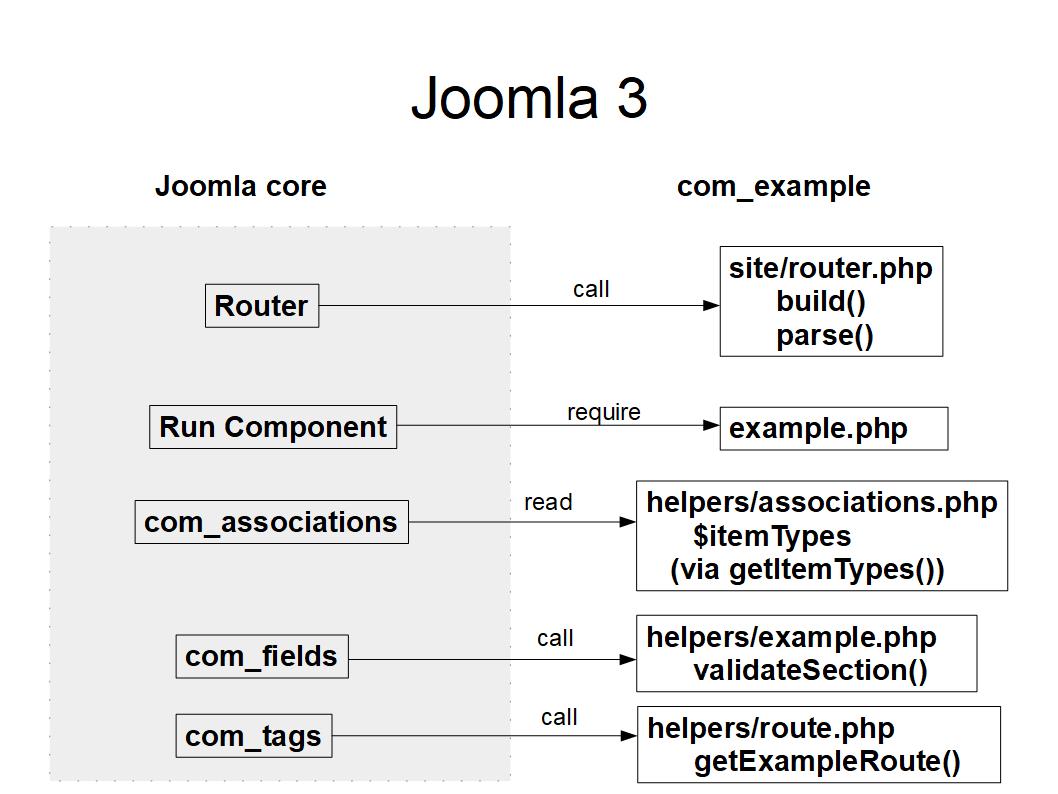 Joomla 3
Joomla core
com_example
Router
call
site/router.php
build()
parse()
Run Component
require
example.php
com_associations
read
helpers/associations.php
$itemTypes
(via getItemTypes())
com_fields
call
helpers/example.php
validateSection()
com_tags
call
helpers/route.php
getExampleRoute()